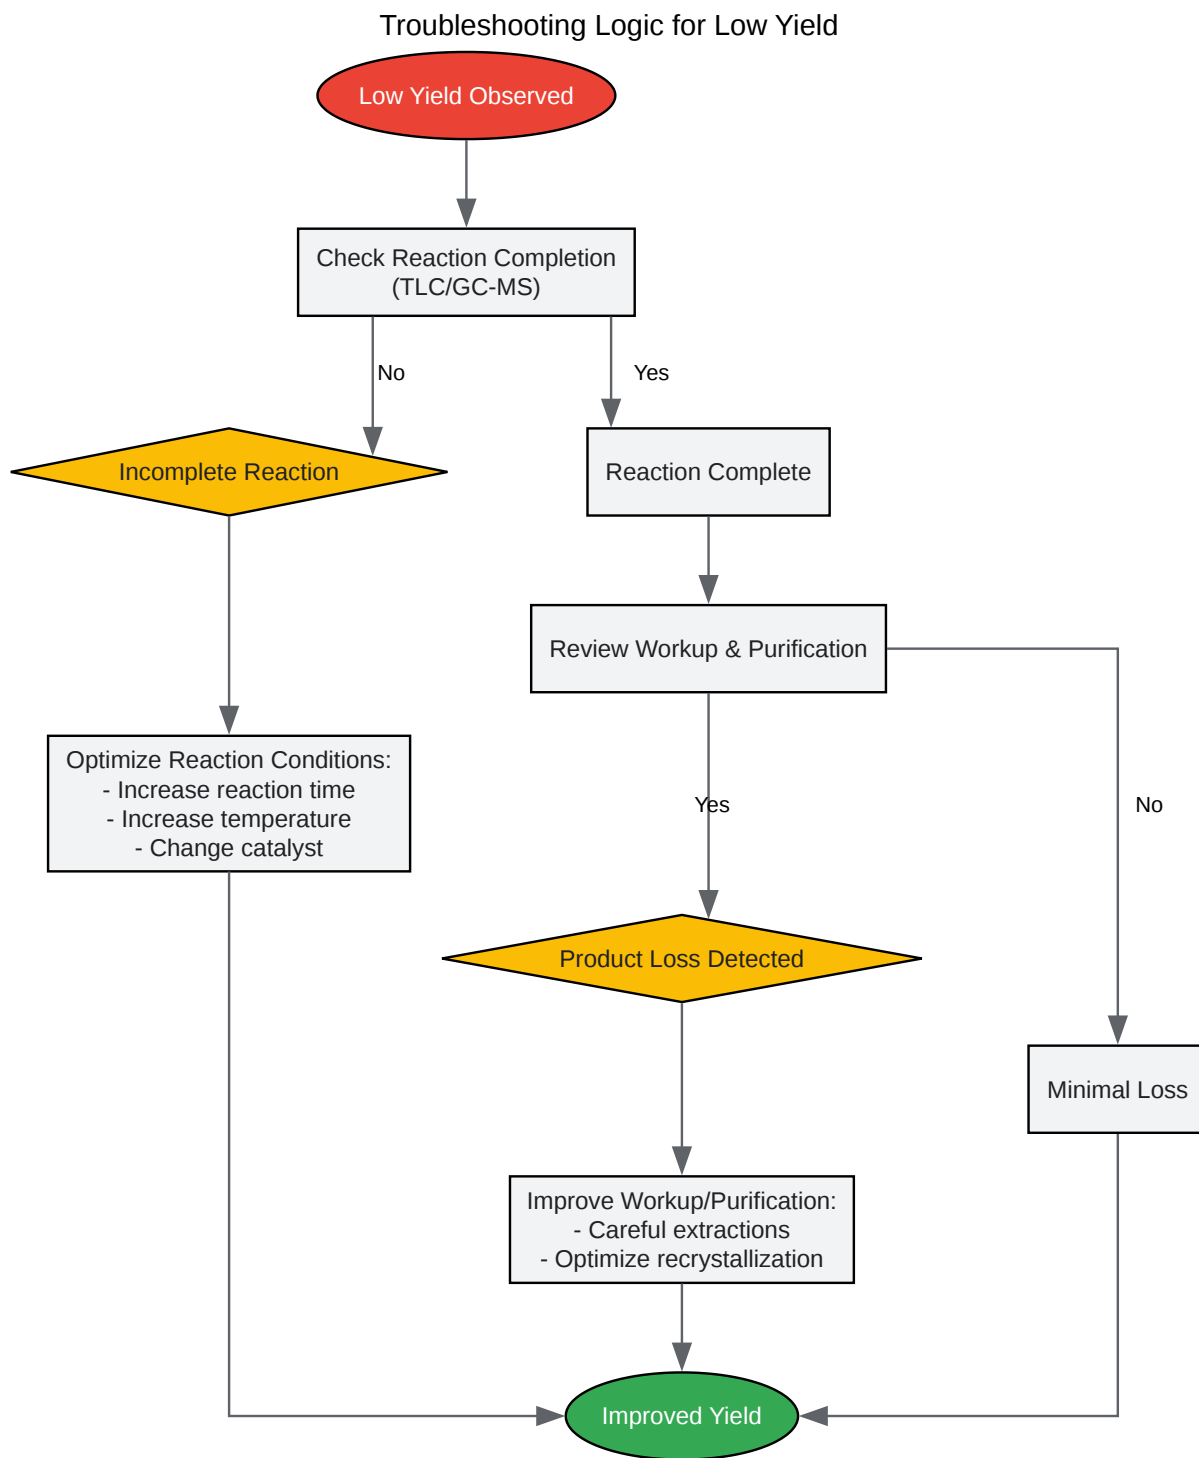 Troubleshooting Logic for Low Yield
Low Yield Observed
Check Reaction Completion
(TLC/GC-MS)
No
Yes
Incomplete Reaction
Reaction Complete
Review Workup & Purification
Optimize Reaction Conditions:
- Increase reaction time
- Increase temperature
- Change catalyst
Yes
No
Product Loss Detected
Minimal Loss
Improve Workup/Purification:
- Careful extractions
- Optimize recrystallization
Improved Yield